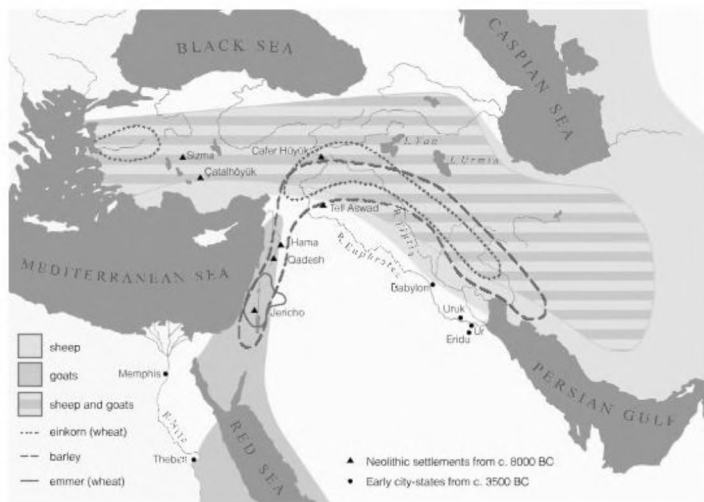 BLACK SEA
CASPIAN SEA
Sizma
Cafer Hüyük
L. Van
L. Urmia
Çatalhöyük
Tell Aswad
R. Tigris
Hama
R. Euphrates
Qadesh
MEDITERRANEAN SEA
Babylon
Jericho
Uruk
Ur
Eridu
sheep
goats
Memphis
PERSIAN GULF
sheep and goats
R. Nile
einkorn (wheat)
RED SEA
barley
Thebes
emmer (wheat)
Neolithic settlements from c. 8000 BC
Early city-states from c. 3500 BC